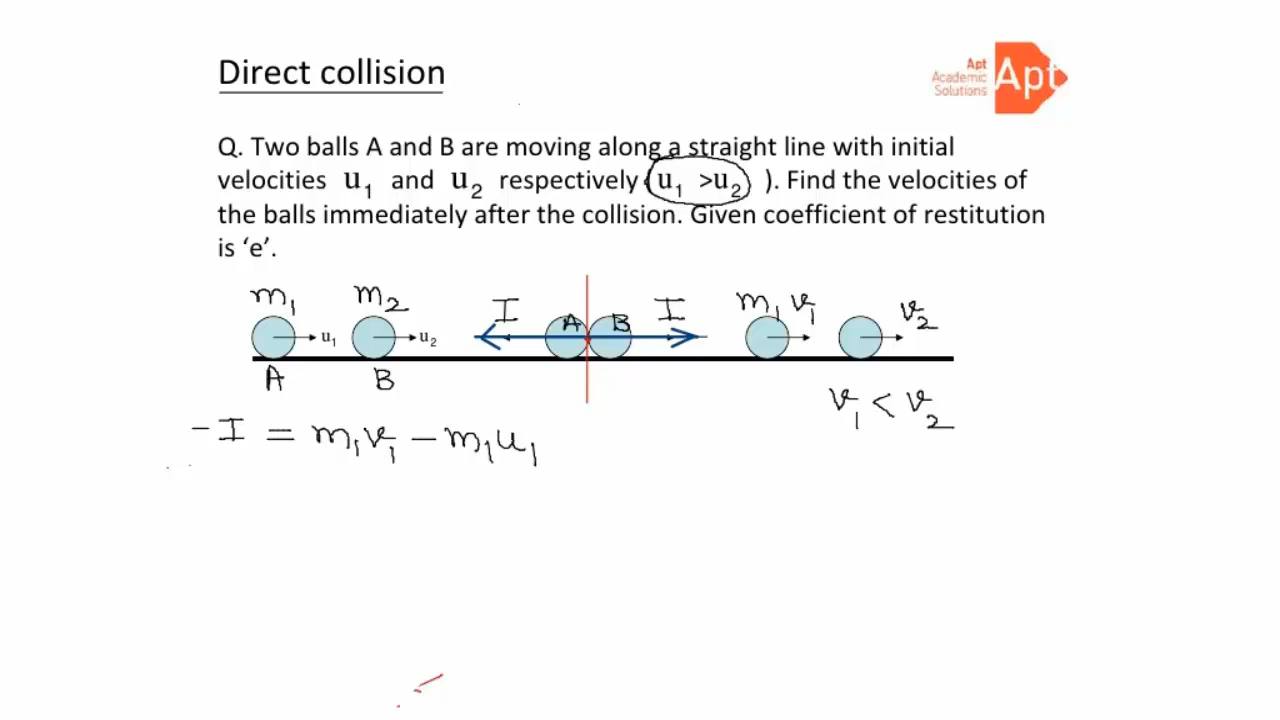 Direct collision
Apt
Academic
Solutions
Apt
Q. Two balls A and B are moving along a straight line with initial
velocities u₁ and u₂ respectively ( u₁ >u₂ ). Find the velocities of
the balls immediately after the collision. Given coefficient of restitution
is ‘e’.
m₁ m₂ I I m₁ v₁ v₂
u₁ u₂ A B
A B
v₁ < v₂
- I = m₁v₁ - m₁u₁